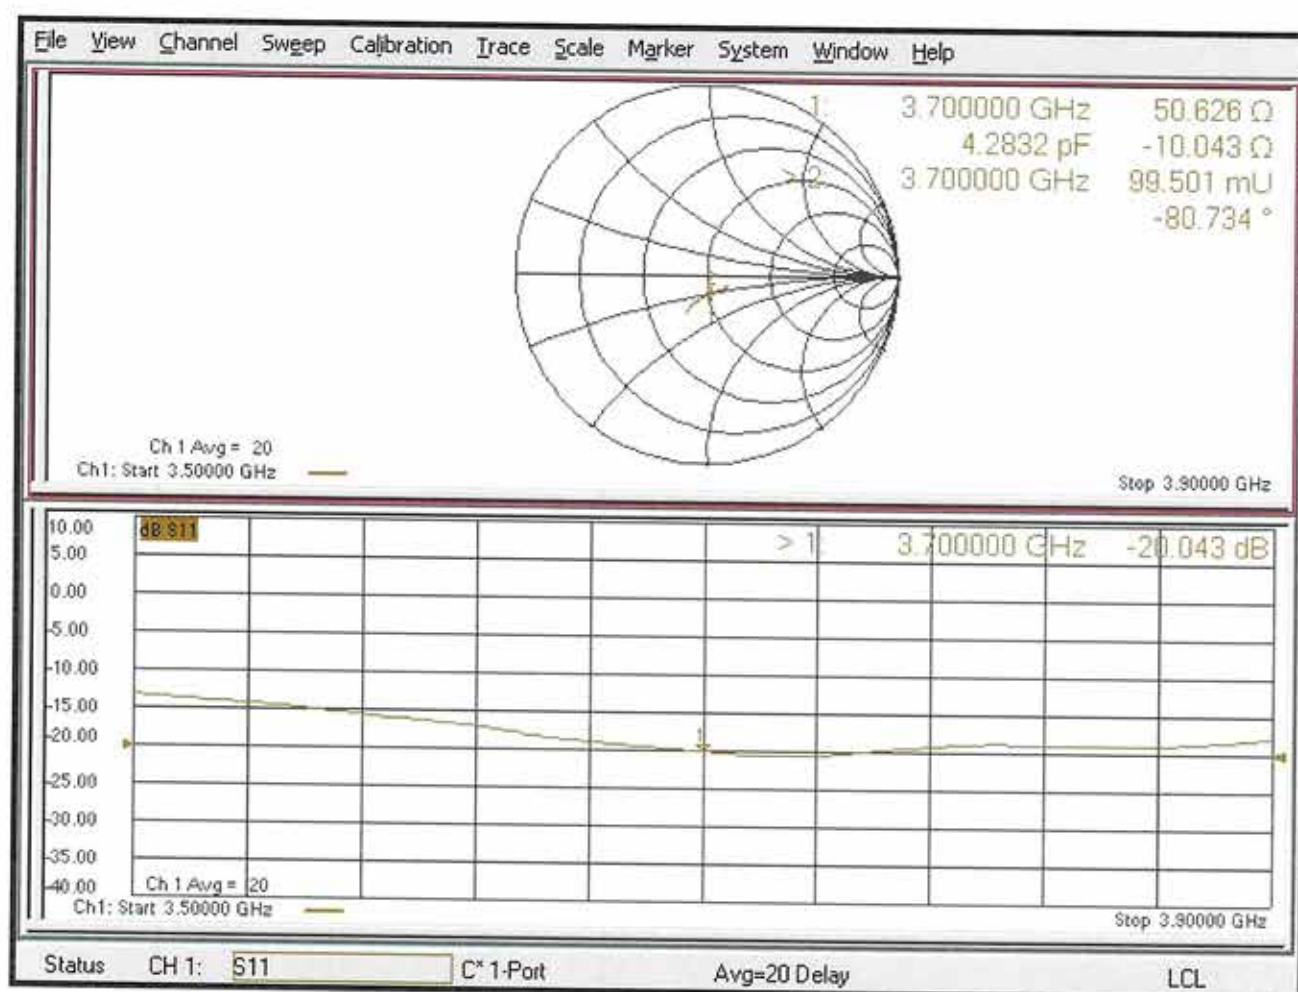 File View Channel Sweep Calibration Trace Scale Marker System Window Help
1: 3.700000 GHz 50.626 Ω
4.2832 pF -10.043 Ω
> 2: 3.700000 GHz 99.501 mU
-80.734 °
Ch 1 Avg = 20
Ch1: Start 3.50000 GHz
Stop 3.90000 GHz
10.00
dB S11
> 1: 3.700000 GHz -20.043 dB
5.00
0.00
-5.00
-10.00
-15.00
-20.00
1
-25.00
-30.00
-35.00
-40.00
Ch 1 Avg = 20
Ch1: Start 3.50000 GHz
Stop 3.90000 GHz
Status CH 1: S11 C* 1-Port Avg=20 Delay LCL